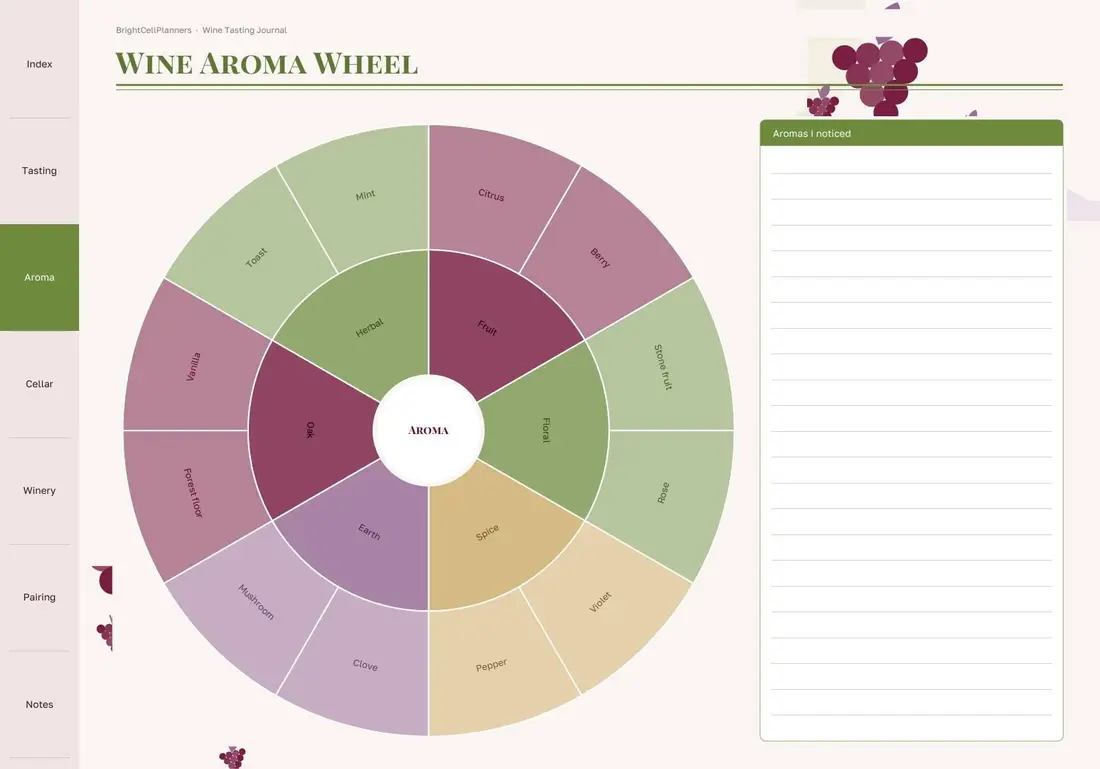 BrightCellPlanners · Wine Tasting Journal
Wine Aroma Wheel
Index
Tasting
Aroma
Cellar
Winery
Pairing
Notes
Aromas I noticed
Mint
Citrus
Toast
Berry
Herbal
Fruit
Vanilla
Stone fruit
Oak
Aroma
Floral
Forest floor
Rose
Earth
Spice
Mushroom
Violet
Clove
Pepper